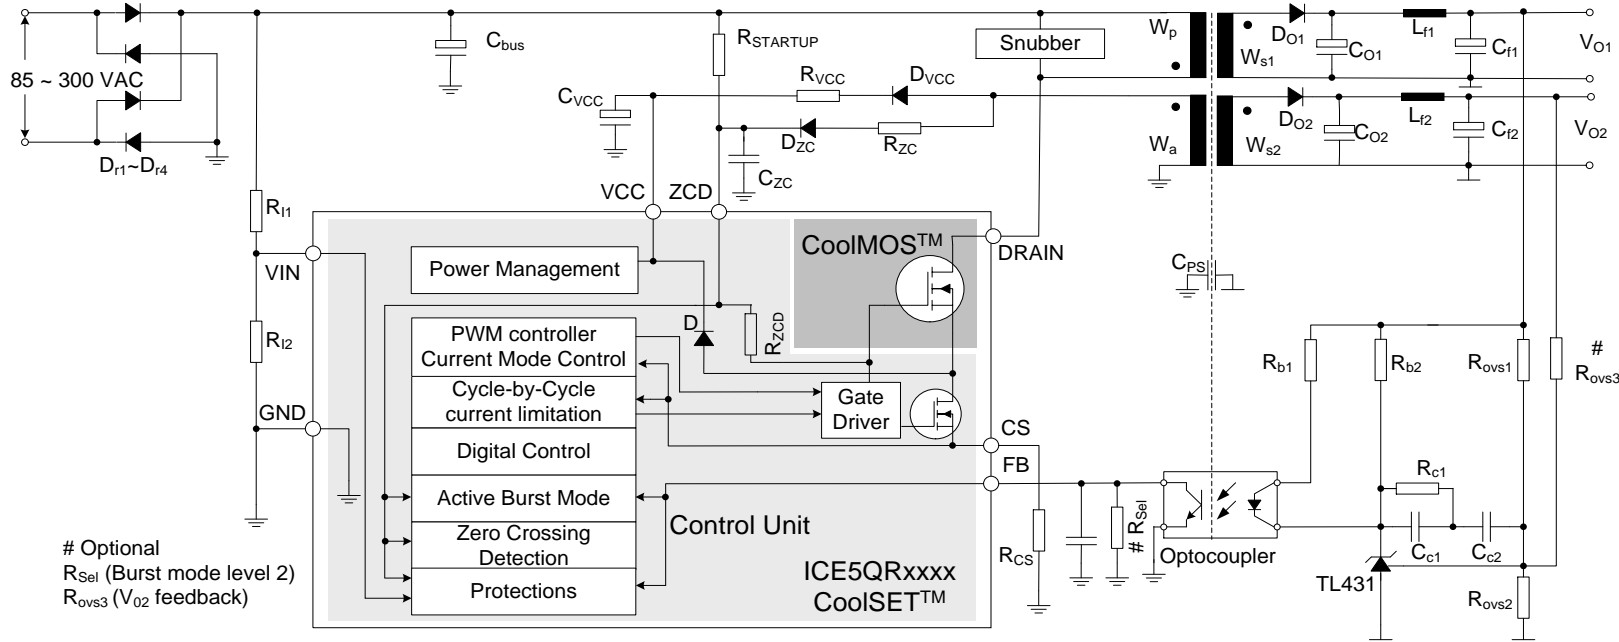 85 ~ 300 VAC
Dr1~Dr4
Cbus
RSTARTUP
Snubber
Wp
Ws1
DO1
CO1
Lf1
Cf1
VO1
CVCC
RVCC
DVCC
DZC
RZC
CZC
Wa
Ws2
DO2
CO2
Lf2
Cf2
VO2
RI1
VIN
RI2
GND
VCC
ZCD
CoolMOS™
DRAIN
CPS
Power Management
D
RZCD
PWM controller
Current Mode Control
Cycle-by-Cycle
current limitation
Digital Control
Active Burst Mode
Zero Crossing
Detection
Protections
Gate
Driver
CS
FB
Control Unit
ICE5QRxxxx
CoolSET™
RCS
# RSel
Optocoupler
Rb1
Rb2
Rovs1
#
Rovs3
Rc1
Cc1
Cc2
TL431
Rovs2
# Optional
RSel (Burst mode level 2)
Rovs3 (V02 feedback)